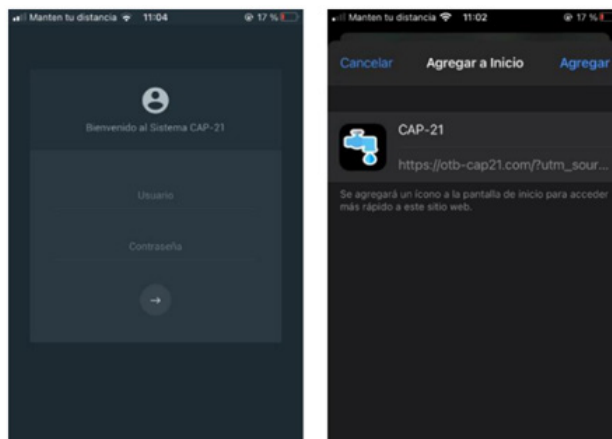 Manten tu distancia 11:04 17 %
Bienvenido al Sistema CAP-21
Usuario
Contraseña
Manten tu distancia 11:02 17 %
Cancelar Agregar a Inicio Agregar
CAP-21
https://otb-cap21.com/?utm_sour...
Se agregará un ícono a la pantalla de inicio para acceder
más rápido a este sitio web.